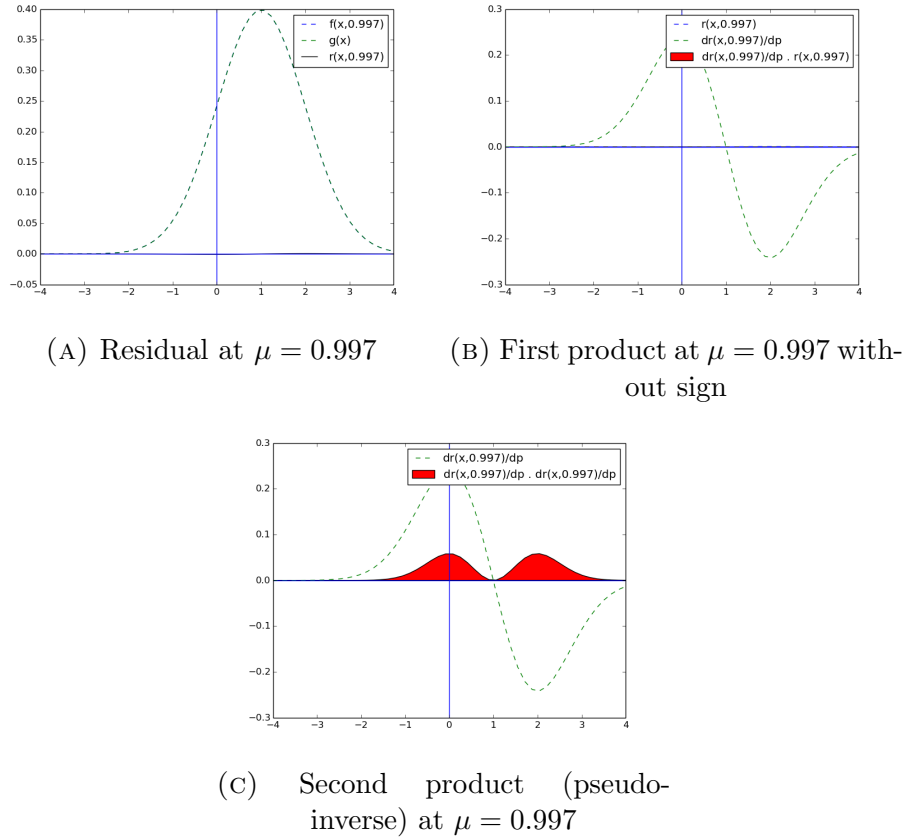 0.40
0.35
0.30
0.25
0.20
0.15
0.10
0.05
0.00
−0.05
−4 −3 −2 −1 0 1 2 3 4
f(x,0.997)
g(x)
r(x,0.997)
(A) Residual at μ = 0.997
0.3
0.2
0.1
0.0
−0.1
−0.2
−0.3
−4 −3 −2 −1 0 1 2 3 4
r(x,0.997)
dr(x,0.997)/dp
dr(x,0.997)/dp . r(x,0.997)
(B) First product at μ = 0.997 with-
out sign
0.3
0.2
0.1
0.0
−0.1
−0.2
−0.3
−4 −3 −2 −1 0 1 2 3 4
dr(x,0.997)/dp
dr(x,0.997)/dp . dr(x,0.997)/dp
(C) Second product (pseudo-
inverse) at μ = 0.997